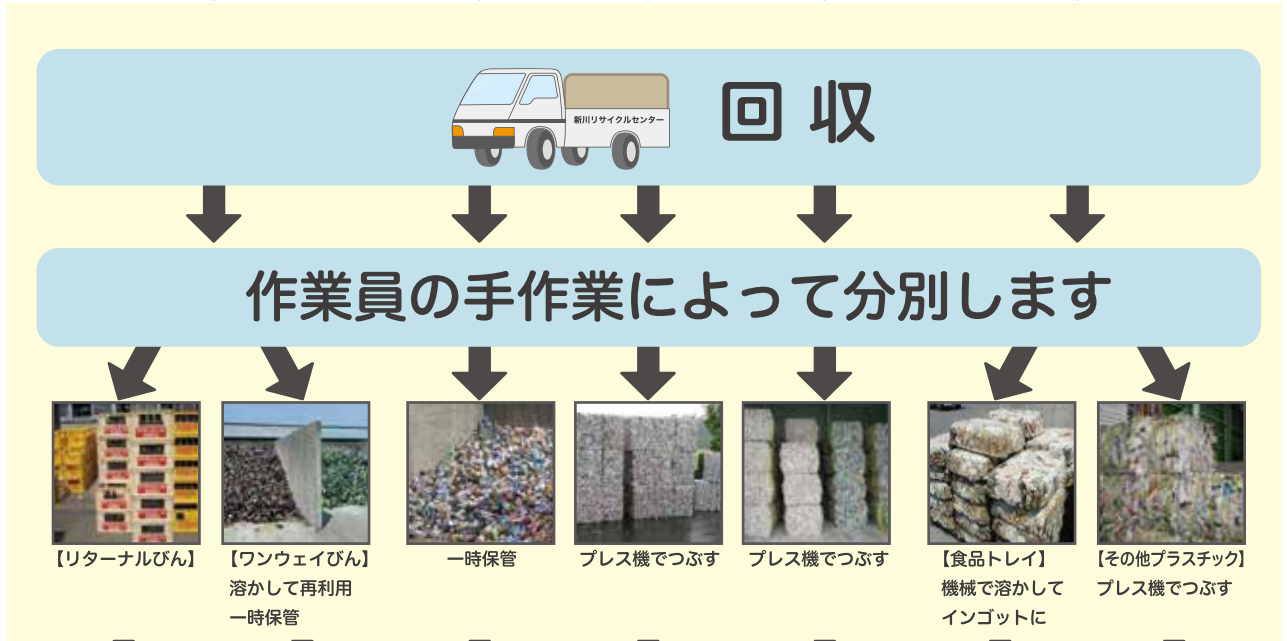 新川リサイクルセンター
回収
作業員の手作業によって分別します
【リターナルびん】
【ワンウェイびん】
溶かして再利用
一時保管
一時保管
プレス機でつぶす
プレス機でつぶす
【食品トレイ】
機械で溶かして
インゴットに
【その他プラスチック】
プレス機でつぶす